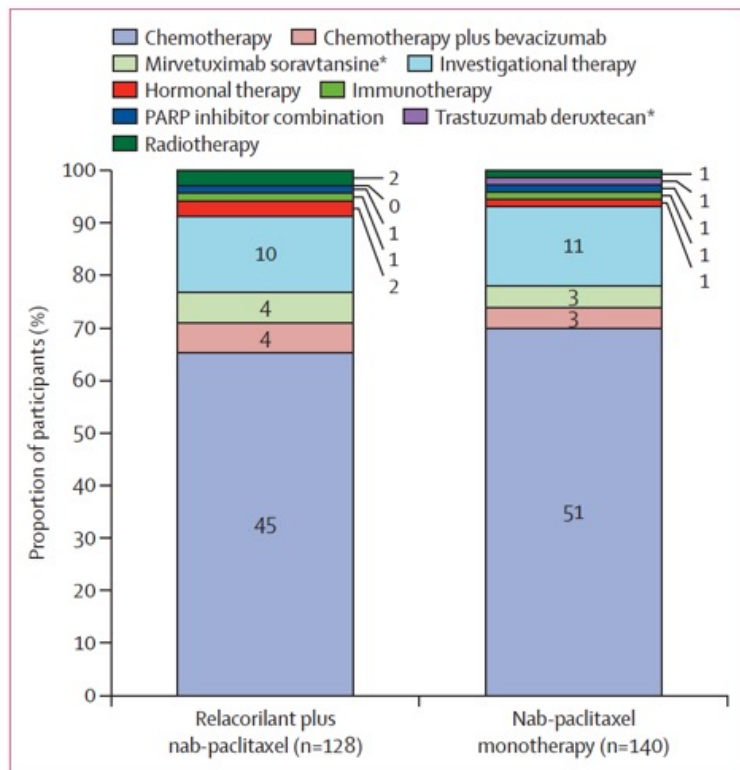 Chemotherapy Chemotherapy plus bevacizumab
Mirvetuximab soravtansine* Investigational therapy
Hormonal therapy Immunotherapy
PARP inhibitor combination Trastuzumab deruxtecan*
Radiotherapy
Proportion of participants (%)
100
90
80
70
60
50
40
30
20
10
0
2
0
1
1
2
10
4
4
45
1
1
1
1
1
11
3
3
51
Relacorilant plus
nab-paclitaxel (n=128)
Nab-paclitaxel
monotherapy (n=140)